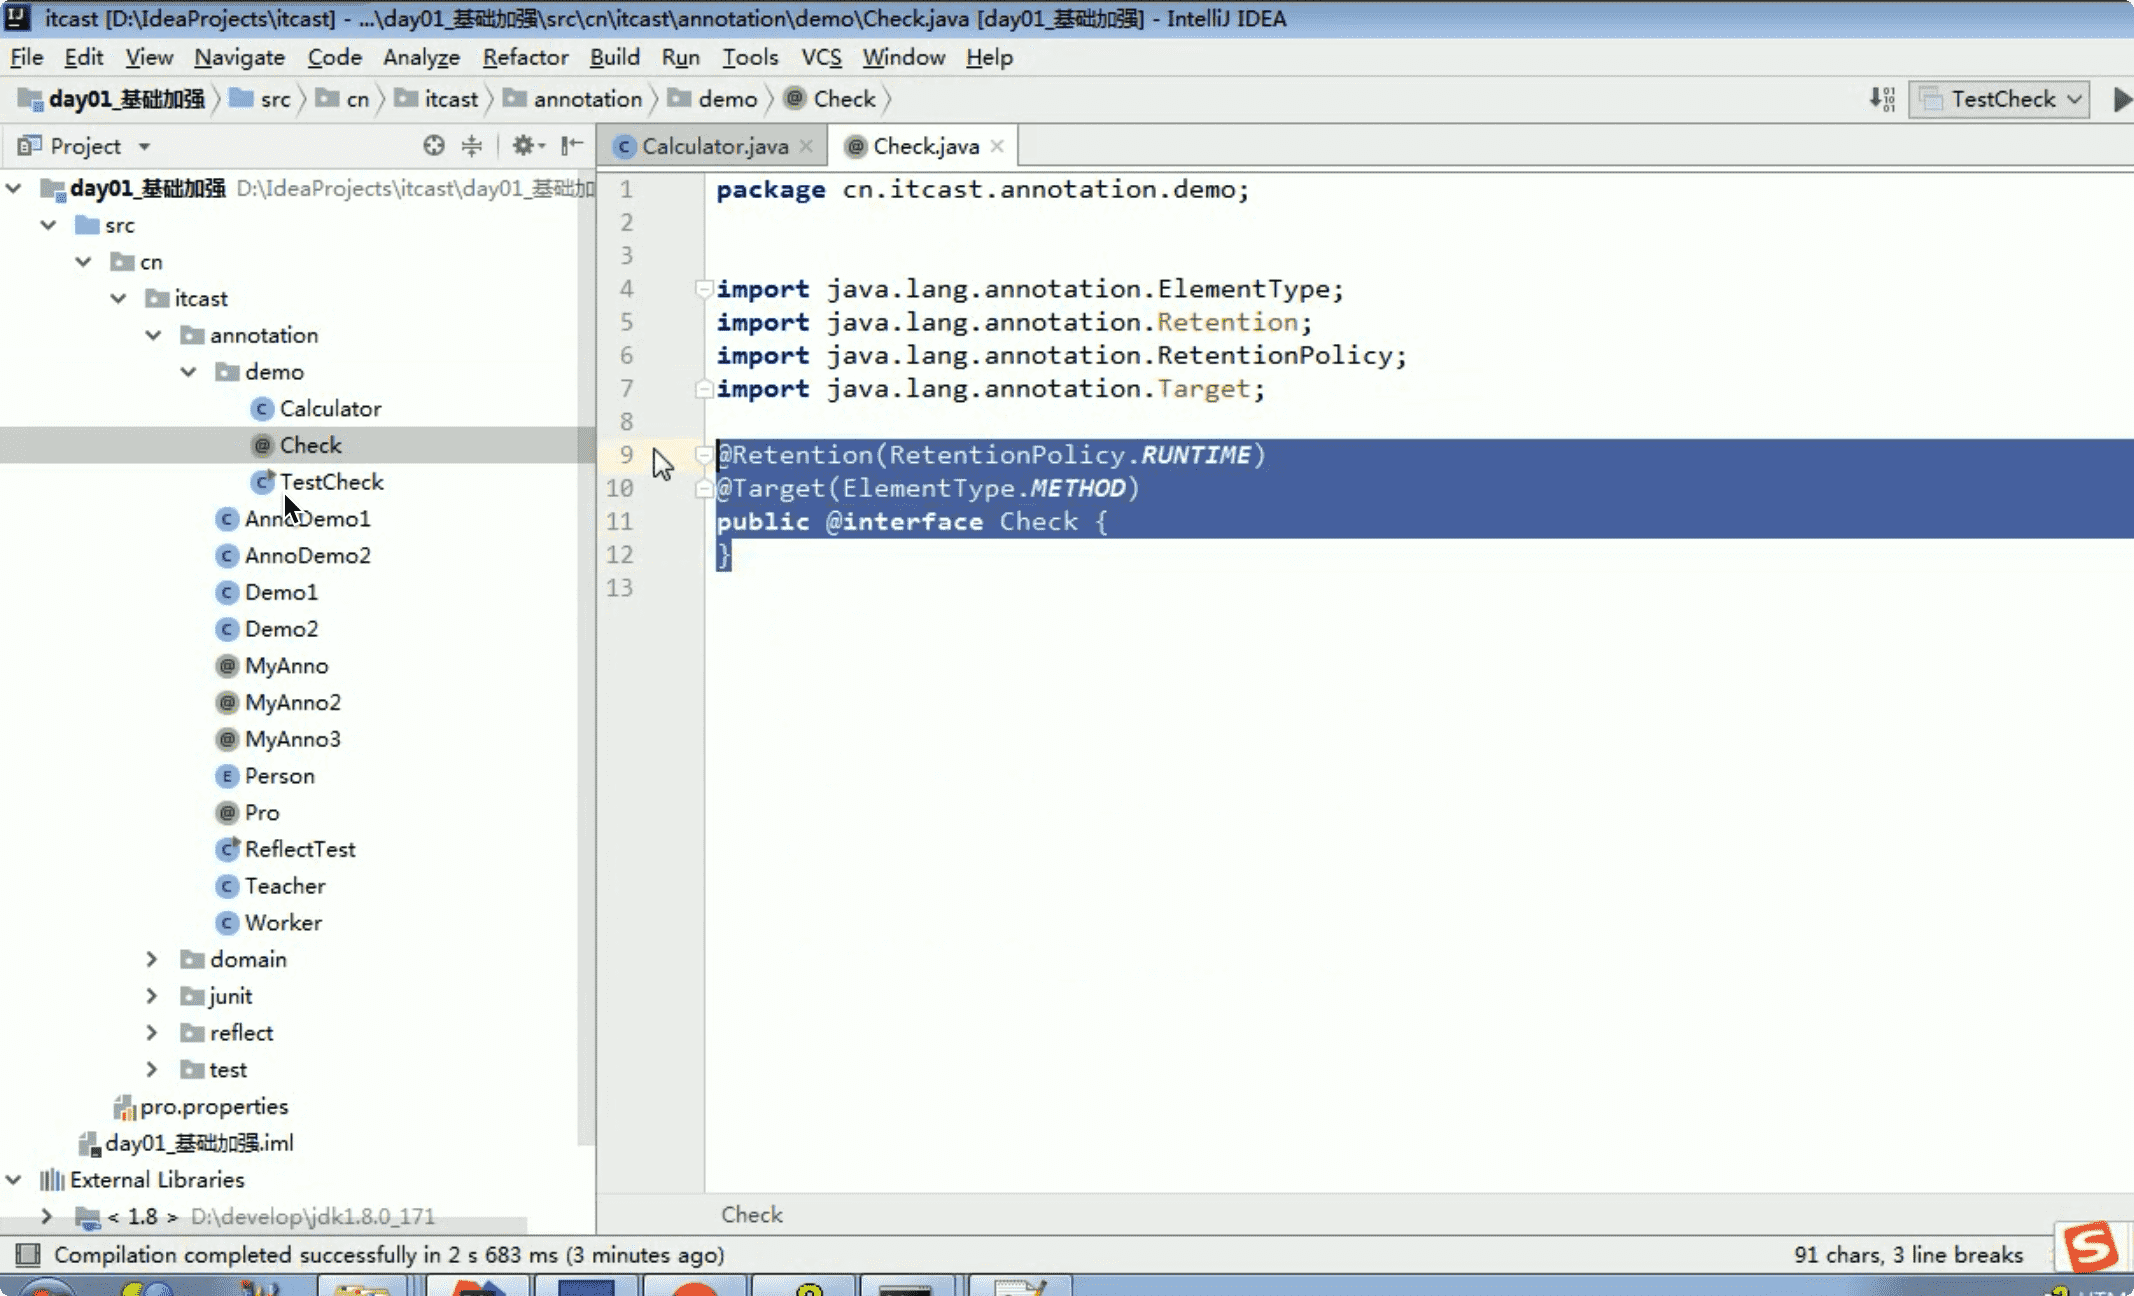 itcast [D:\IdeaProjects\itcast] - ...\day01_基础加强\src\cn\itcast\annotation\demo\Check.java [day01_基础加强] - IntelliJ IDEA
File Edit View Navigate Code Analyze Refactor Build Run Tools VCS Window Help
day01_基础加强 src cn itcast annotation demo Check TestCheck
Project
Calculator.java Check.java
day01_基础加强 D:\IdeaProjects\itcast\day01_基础加
src
cn
itcast
annotation
demo
Calculator
Check
TestCheck
AnnoDemo1
AnnoDemo2
Demo1
Demo2
MyAnno
MyAnno2
MyAnno3
Person
Pro
ReflectTest
Teacher
Worker
domain
junit
reflect
test
pro.properties
day01_基础加强.iml
External Libraries
< 1.8 > D:\develop\jdk1.8.0_171
1 package cn.itcast.annotation.demo;
2
3
4 import java.lang.annotation.ElementType;
5 import java.lang.annotation.Retention;
6 import java.lang.annotation.RetentionPolicy;
7 import java.lang.annotation.Target;
8
9 @Retention(RetentionPolicy.RUNTIME)
10 @Target(ElementType.METHOD)
11 public @interface Check {
12 }
13
Check
Compilation completed successfully in 2 s 683 ms (3 minutes ago)
91 chars, 3 line breaks